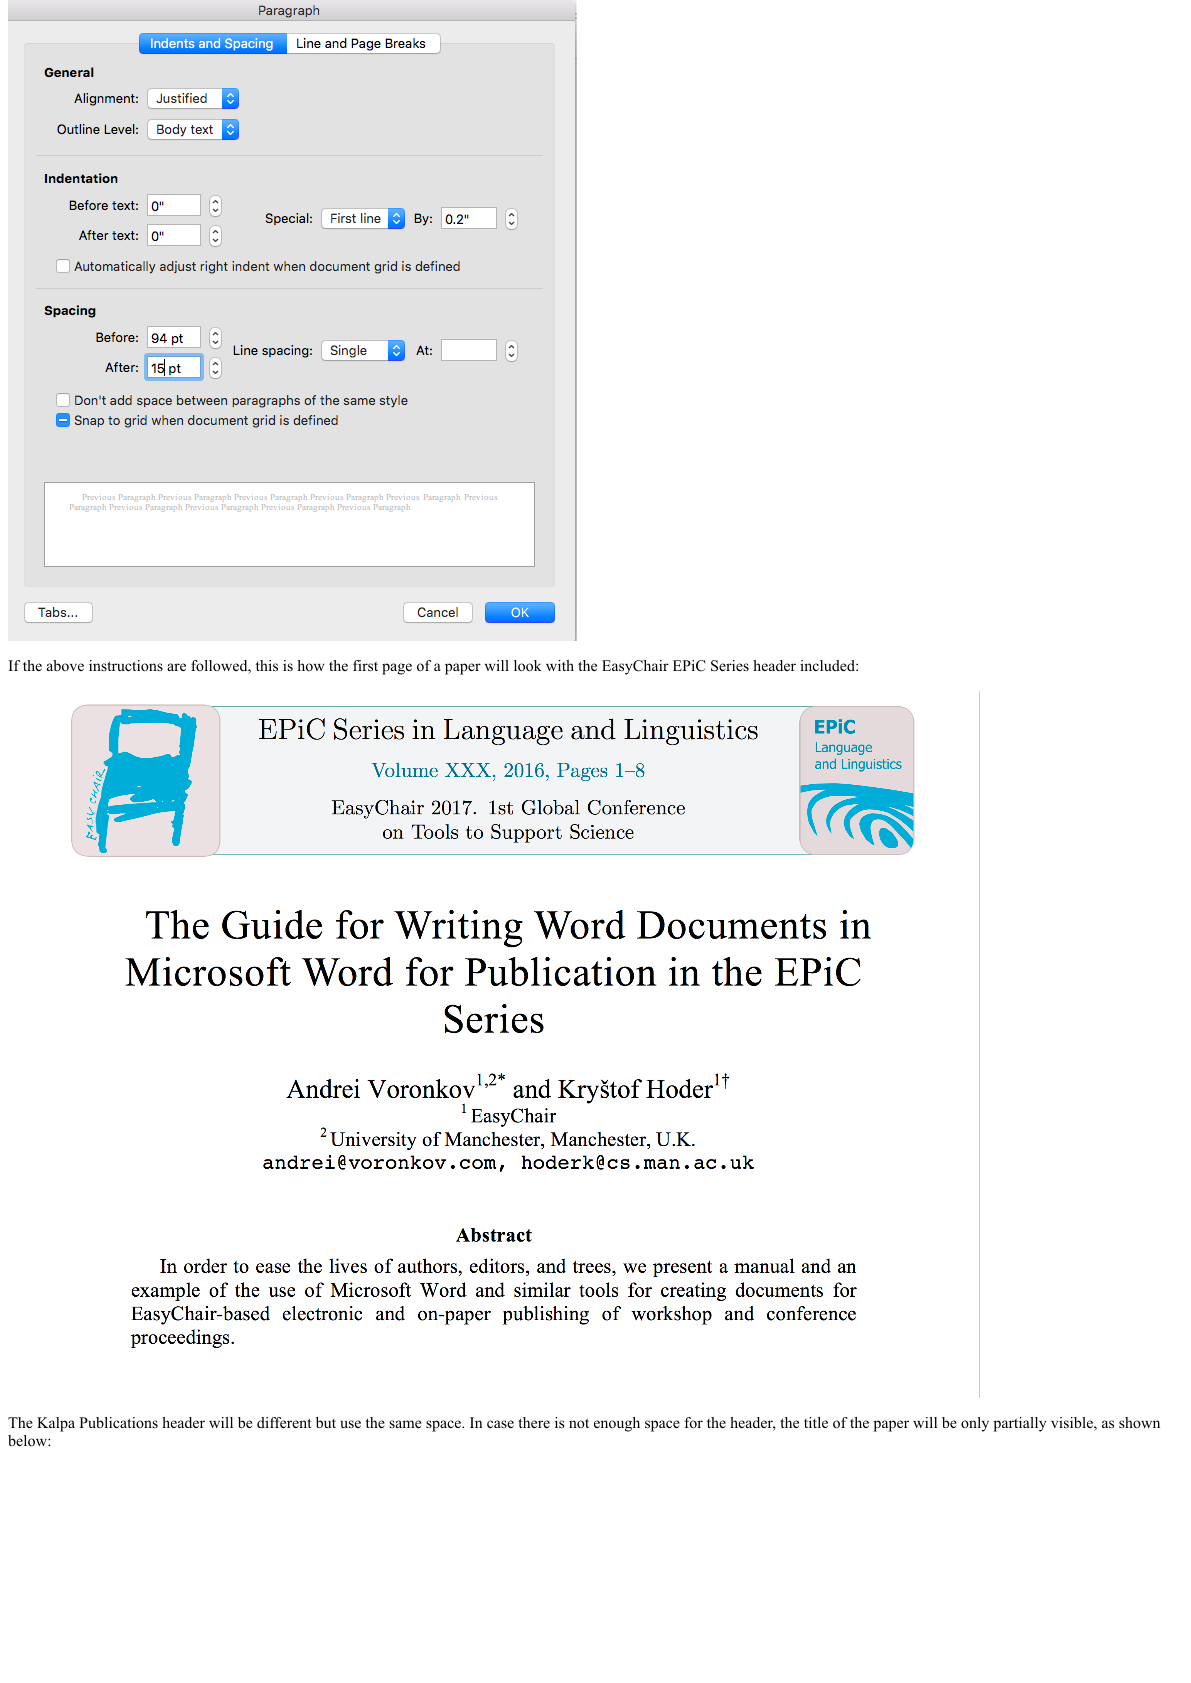 Paragraph
Indents and Spacing Line and Page Breaks
General
Alignment: Justified
Outline Level: Body text
Indentation
Before text: 0"
After text: 0"
Special: First line By: 0.2"
Automatically adjust right indent when document grid is defined
Spacing
Before: 94 pt
After: 15 pt
Line spacing: Single At:
Don't add space between paragraphs of the same style
Snap to grid when document grid is defined
Previous Paragraph Previous Paragraph Previous Paragraph Previous Paragraph Previous Paragraph Previous
Paragraph Previous Paragraph Previous Paragraph Previous Paragraph Previous Paragraph
Tabs... Cancel OK
If the above instructions are followed, this is how the first page of a paper will look with the EasyChair EPiC Series header included:
EASY CHAIR
EPiC Series in Language and Linguistics
Volume XXX, 2016, Pages 1–8
EasyChair 2017. 1st Global Conference
on Tools to Support Science
EPiC
Language
and Linguistics
The Guide for Writing Word Documents in
Microsoft Word for Publication in the EPiC
Series
Andrei Voronkov1,2* and Kryštof Hoder1†
1 EasyChair
2 University of Manchester, Manchester, U.K.
andrei@voronkov.com, hoderk@cs.man.ac.uk
Abstract
In order to ease the lives of authors, editors, and trees, we present a manual and an
example of the use of Microsoft Word and similar tools for creating documents for
EasyChair-based electronic and on-paper publishing of workshop and conference
proceedings.
The Kalpa Publications header will be different but use the same space. In case there is not enough space for the header, the title of the paper will be only partially visible, as shown
below: